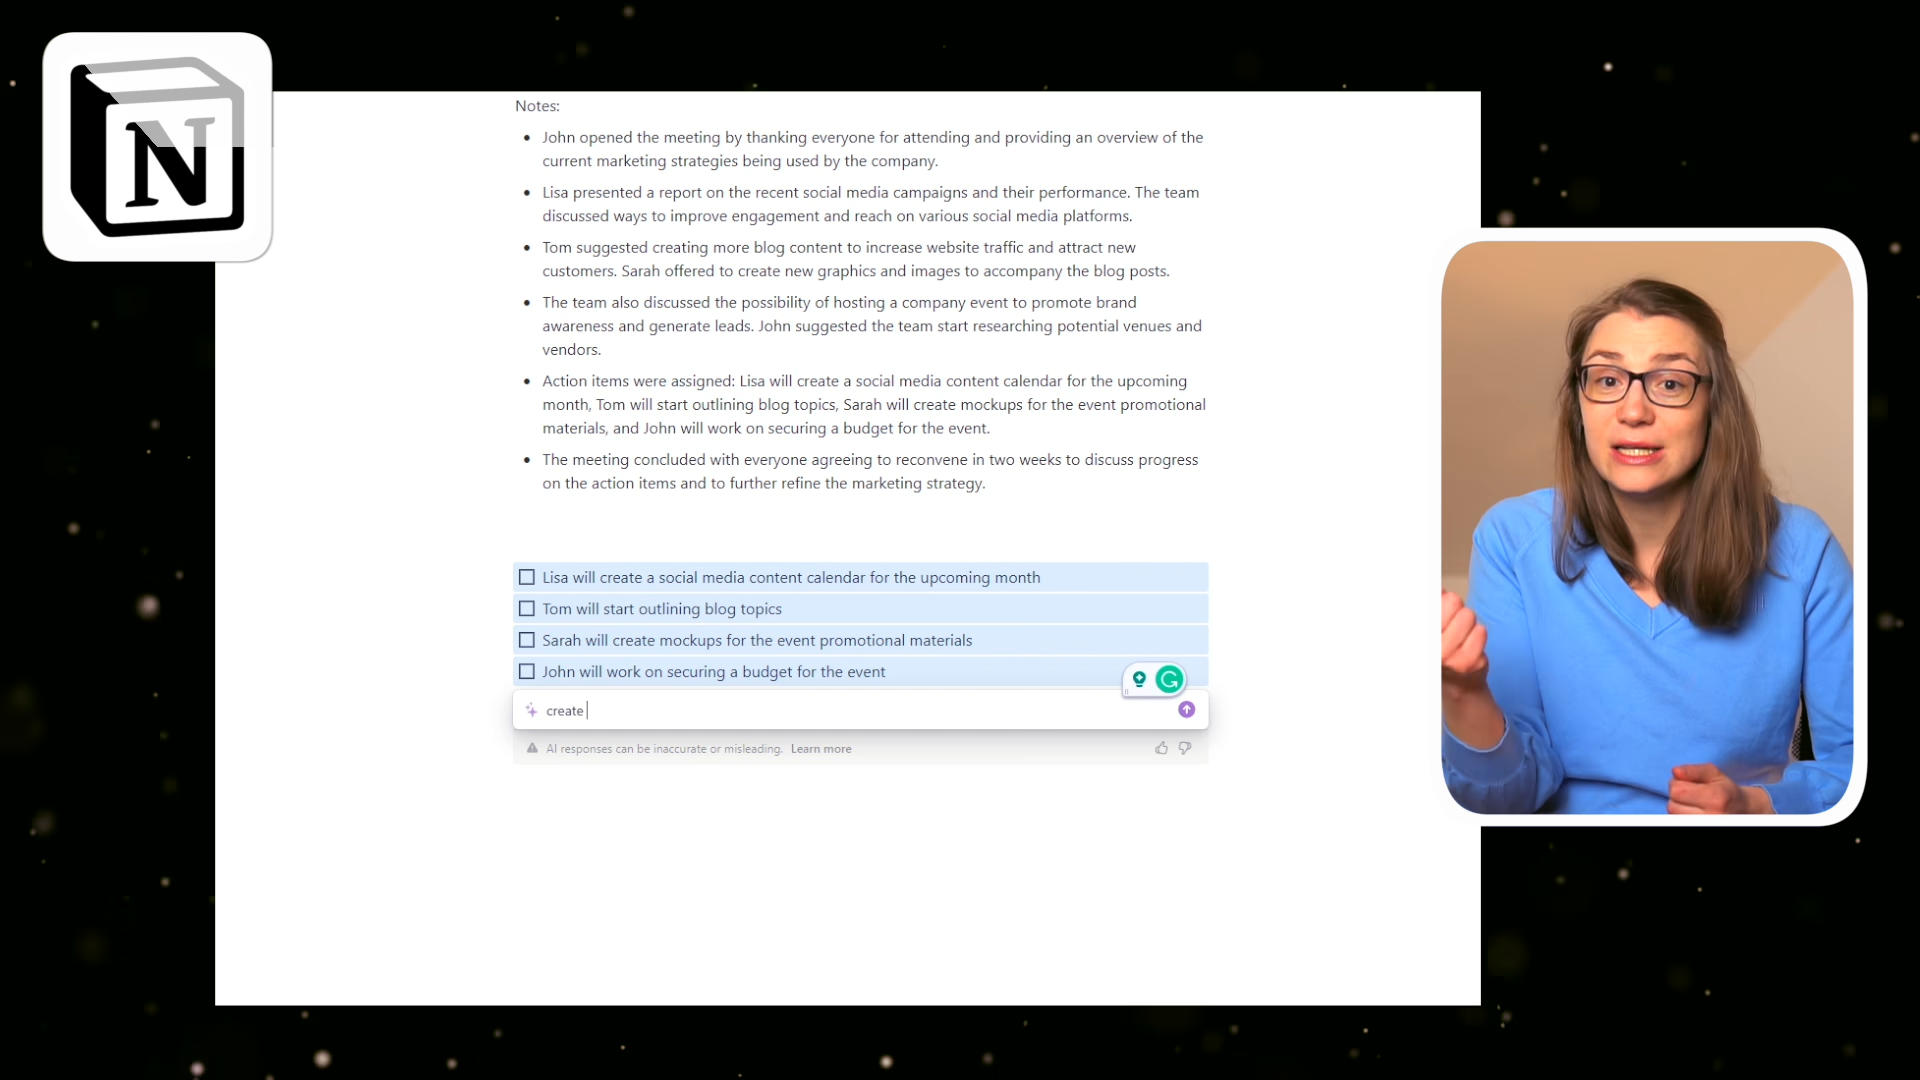 N
Notes:
• John opened the meeting by thanking everyone for attending and providing an overview of the
current marketing strategies being used by the company.
• Lisa presented a report on the recent social media campaigns and their performance. The team
discussed ways to improve engagement and reach on various social media platforms.
• Tom suggested creating more blog content to increase website traffic and attract new
customers. Sarah offered to create new graphics and images to accompany the blog posts.
• The team also discussed the possibility of hosting a company event to promote brand
awareness and generate leads. John suggested the team start researching potential venues and
vendors.
• Action items were assigned: Lisa will create a social media content calendar for the upcoming
month, Tom will start outlining blog topics, Sarah will create mockups for the event promotional
materials, and John will work on securing a budget for the event.
• The meeting concluded with everyone agreeing to reconvene in two weeks to discuss progress
on the action items and to further refine the marketing strategy.
Lisa will create a social media content calendar for the upcoming month
Tom will start outlining blog topics
Sarah will create mockups for the event promotional materials
John will work on securing a budget for the event
create
AI responses can be inaccurate or misleading. Learn more